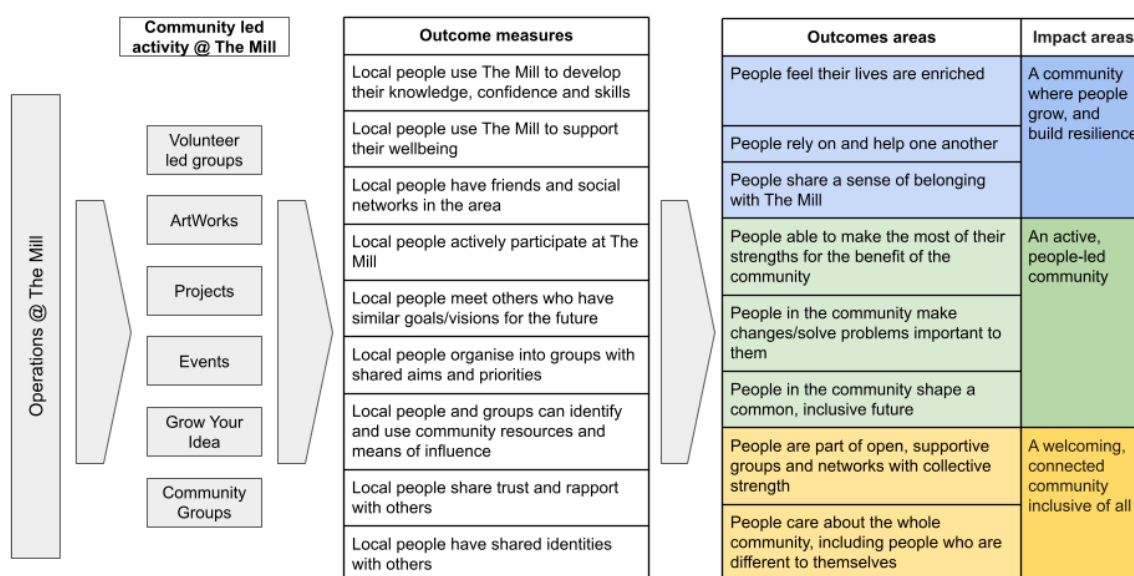 Operations @ The Mill
Community led
activity @ The Mill
Volunteer
led groups
ArtWorks
Projects
Events
Grow Your
Idea
Community
Groups
Outcome measures
Local people use The Mill to develop
their knowledge, confidence and skills
Local people use The Mill to support
their wellbeing
Local people have friends and social
networks in the area
Local people actively participate at The
Mill
Local people meet others who have
similar goals/visions for the future
Local people organise into groups with
shared aims and priorities
Local people and groups can identify
and use community resources and
means of influence
Local people share trust and rapport
with others
Local people have shared identities
with others
Outcomes areas
Impact areas
People feel their lives are enriched
People rely on and help one another
People share a sense of belonging
with The Mill
A community
where people
grow, and
build resilience
People able to make the most of their
strengths for the benefit of the
community
People in the community make
changes/solve problems important to
them
People in the community shape a
common, inclusive future
An active,
people-led
community
People are part of open, supportive
groups and networks with collective
strength
People care about the whole
community, including people who are
different to themselves
A welcoming,
connected
community
inclusive of all